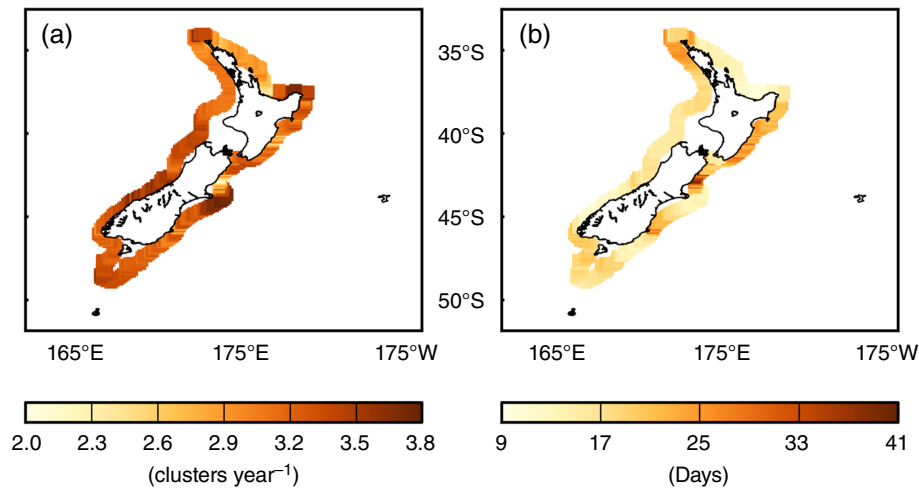 (a)
(b)
35°S
40°S
45°S
50°S
165°E 175°E 175°W
165°E 175°E 175°W
2.0 2.3 2.6 2.9 3.2 3.5 3.8
9 17 25 33 41
(clusters year⁻¹)
(Days)